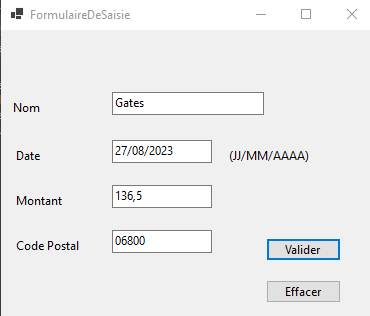 FormulaireDeSaisie
Nom Gates
Date 27/08/2023 (JJ/MM/AAAA)
Montant 136,5
Code Postal 06800
Valider
Effacer